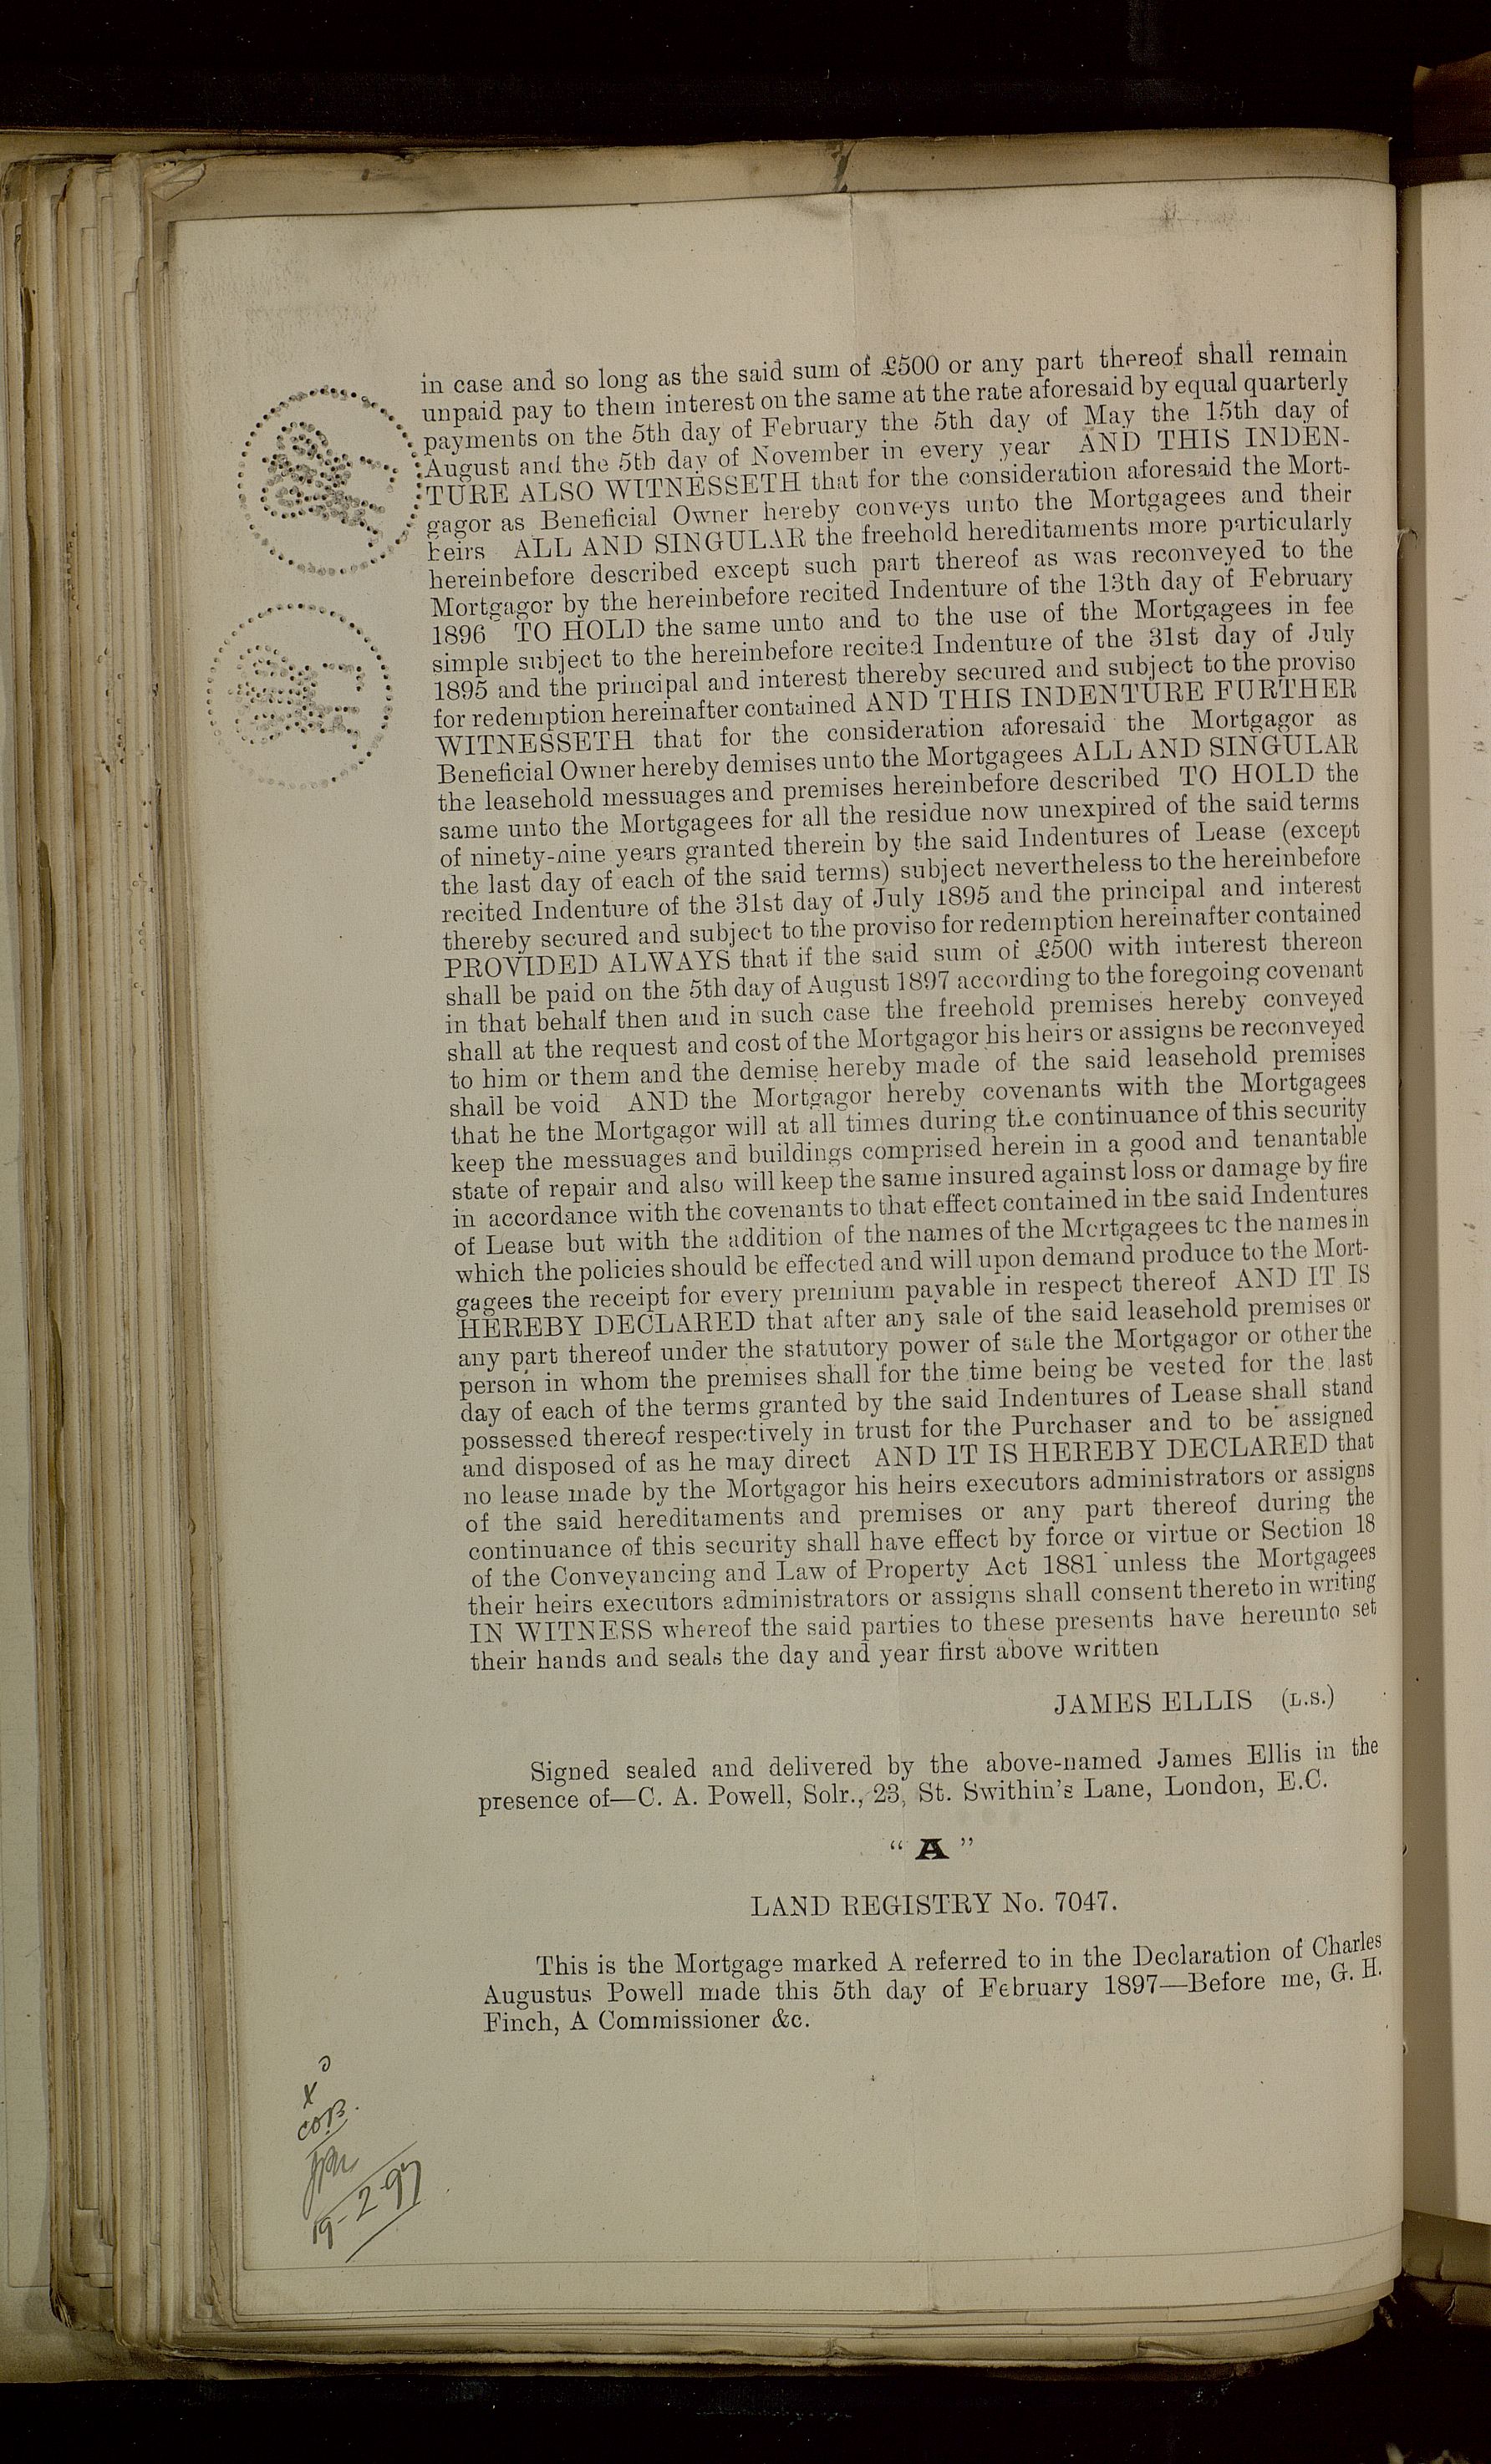 in case and so long as the said sum of £500 or any part thereof shall remain
unpaid pay to them interest on the same at the rate aforesaid by equal quarterly
payments on the 5th day of February the 5th day of May the 15th day of
August and the 5th day of November in every year AND THIS INDEN-
TURE ALSO WITNESSETH that for the consideration aforesaid the Mort-
gagor as Beneficial Owner hereby conveys unto the Mortgagees and their
heirs ALL AND SINGULAR the freehold hereditaments more particularly
hereinbefore described except such part thereof as was reconveyed to the
Mortgagor by the hereinbefore recited Indenture of the 13th day of February
1896 TO HOLD the same unto and to the use of the Mortgagees in fee
simple subject to the hereinbefore recited Indenture of the 31st day of July
1895 and the principal and interest thereby secured and subject to the proviso
for redemption hereinafter contained AND THIS INDENTURE FURTHER
WITNESSETH that for the consideration aforesaid the Mortgagor as
Beneficial Owner hereby demises unto the Mortgagees ALL AND SINGULAR
the leasehold messuages and premises hereinbefore described TO HOLD the
same unto the Mortgagees for all the residue now unexpired of the said terms
of ninety-nine years granted therein by the said Indentures of Lease (except
the last day of each of the said terms) subject nevertheless to the hereinbefore
recited Indenture of the 31st day of July 1895 and the principal and interest
thereby secured and subject to the proviso for redemption hereinafter contained
PROVIDED ALWAYS that if the said sum of £500 with interest thereon
shall be paid on the 5th day of August 1897 according to the foregoing covenant
in that behalf then and in such case the freehold premises hereby conveyed
shall at the request and cost of the Mortgagor his heirs or assigns be reconveyed
to him or them and the demise hereby made of the said leasehold premises
shall be void AND the Mortgagor hereby covenants with the Mortgagees
that he the Mortgagor will at all times during the continuance of this security
keep the messuages and buildings comprised herein in a good and tenantable
state of repair and also will keep the same insured against loss or damage by fire
in accordance with the covenants to that effect contained in the said Indentures
of Lease but with the addition of the names of the Mortgagees to the names in
which the policies should be effected and will upon demand produce to the Mort-
gagees the receipt for every premium payable in respect thereof AND IT IS
HEREBY DECLARED that after any sale of the said leasehold premises or
any part thereof under the statutory power of sale the Mortgagor or other the
person in whom the premises shall for the time being be vested for the last
day of each of the terms granted by the said Indentures of Lease shall stand
possessed thereof respectively in trust for the Purchaser and to be assigned
and disposed of as he may direct AND IT IS HEREBY DECLARED that
no lease made by the Mortgagor his heirs executors administrators or assigns
of the said hereditaments and premises or any part thereof during the
continuance of this security shall have effect by force or virtue or Section 18
of the Conveyancing and Law of Property Act 1881 unless the Mortgagees
their heirs executors administrators or assigns shall consent thereto in writing
IN WITNESS whereof the said parties to these presents have hereunto set
their hands and seals the day and year first above written
JAMES ELLIS (L.S.)
Signed sealed and delivered by the above-named James Ellis in the
presence of—C. A. Powell, Solr., 23, St. Swithin's Lane, London, E.C.
“ A ”
LAND REGISTRY No. 7047.
This is the Mortgage marked A referred to in the Declaration of Charles
Augustus Powell made this 5th day of February 1897—Before me, G. H.
Finch, A Commissioner &c.
x
19-2-97